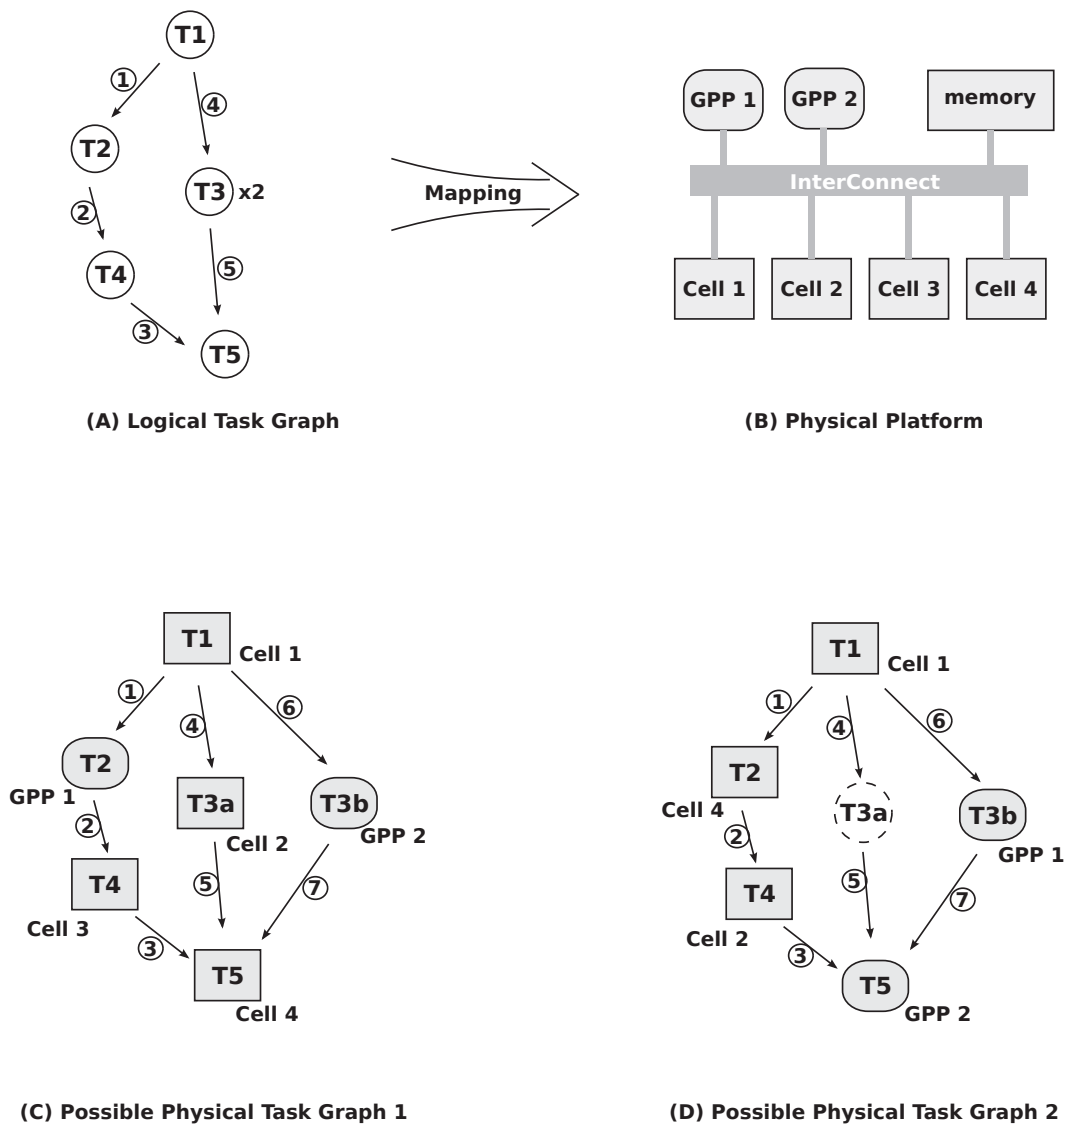 T1
1
4
T2
T3 x2
2
T4
5
3
T5
(A) Logical Task Graph
Mapping
GPP 1
GPP 2
memory
InterConnect
Cell 1
Cell 2
Cell 3
Cell 4
(B) Physical Platform
T1
Cell 1
1
4
6
T2
GPP 1
T3a
Cell 2
T3b
GPP 2
2
T4
Cell 3
5
7
3
T5
Cell 4
(C) Possible Physical Task Graph 1
T1
Cell 1
1
4
6
T2
Cell 4
T3a
T3b
GPP 1
2
T4
Cell 2
5
7
3
T5
GPP 2
(D) Possible Physical Task Graph 2